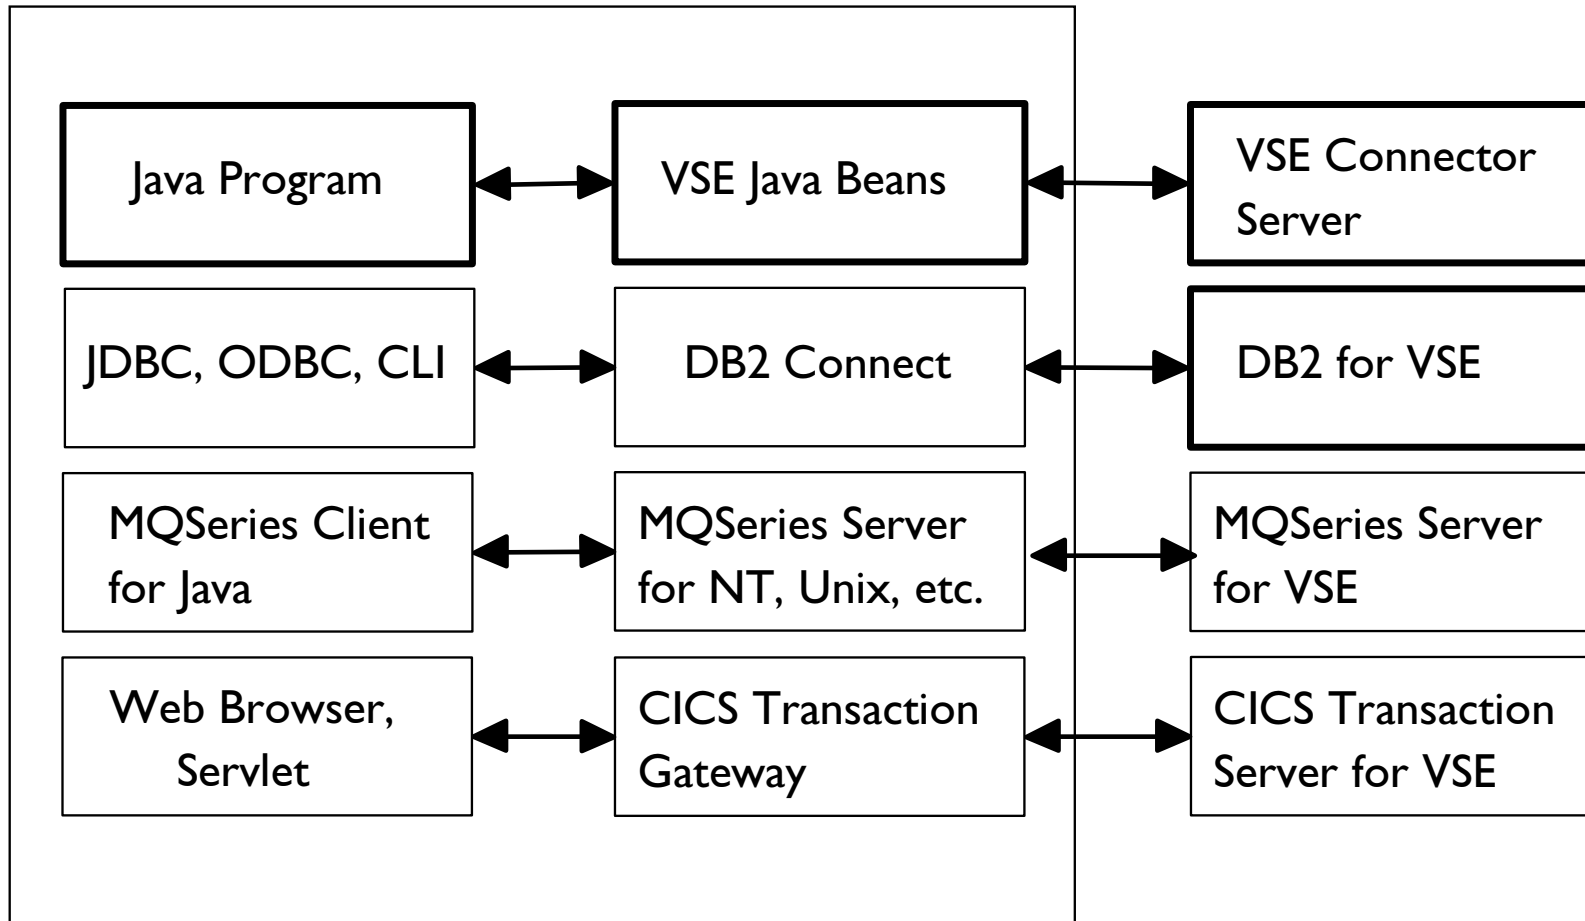 Java Program
VSE Java Beans
VSE Connector
Server
JDBC, ODBC, CLI
DB2 Connect
DB2 for VSE
MQSeries Client
for Java
MQSeries Server
for NT, Unix, etc.
MQSeries Server
for VSE
Web Browser,
Servlet
CICS Transaction
Gateway
CICS Transaction
Server for VSE